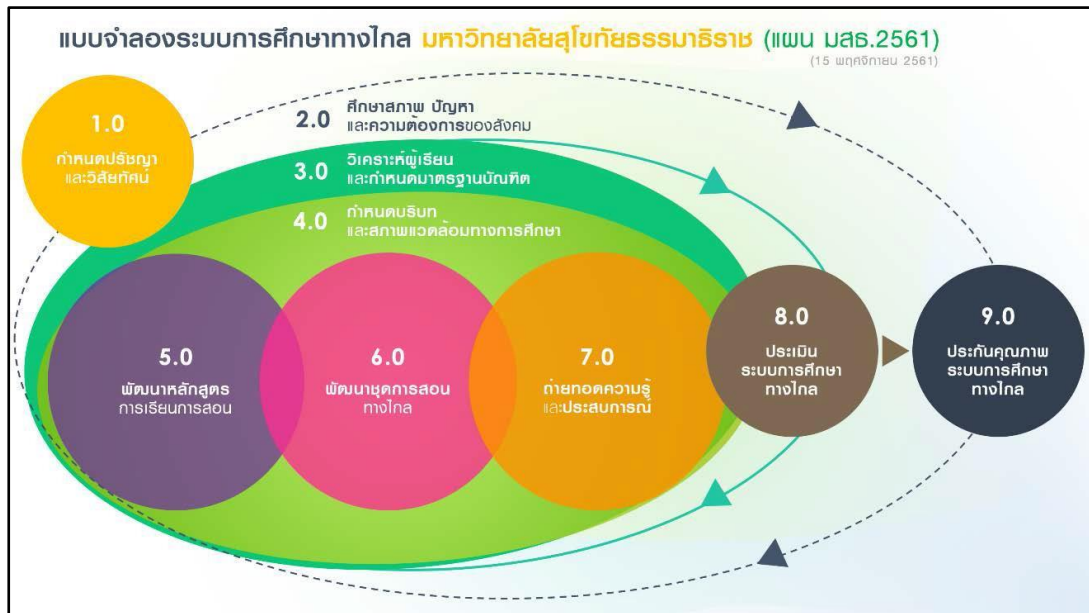 แบบจำลองระบบการศึกษาทางไกล มหาวิทยาลัยสุโขทัยธรรมาธิราช (แผน มสธ.2561)
(15 พฤศจิกายน 2561)
1.0
กำหนดปรัชญา
และวิสัยทัศน์
2.0 ศึกษาสภาพ ปัญหา
และความต้องการของสังคม
3.0 วิเคราะห์ผู้เรียน
และกำหนดมาตรฐานบัณฑิต
4.0 กำหนดบริบท
และสภาพแวดล้อมทางการศึกษา
5.0
พัฒนาหลักสูตร
การเรียนการสอน
6.0
พัฒนาชุดการสอน
ทางไกล
7.0
ถ่ายทอดความรู้
และประสบการณ์
8.0
ประเมิน
ระบบการศึกษา
ทางไกล
9.0
ประกันคุณภาพ
ระบบการศึกษา
ทางไกล